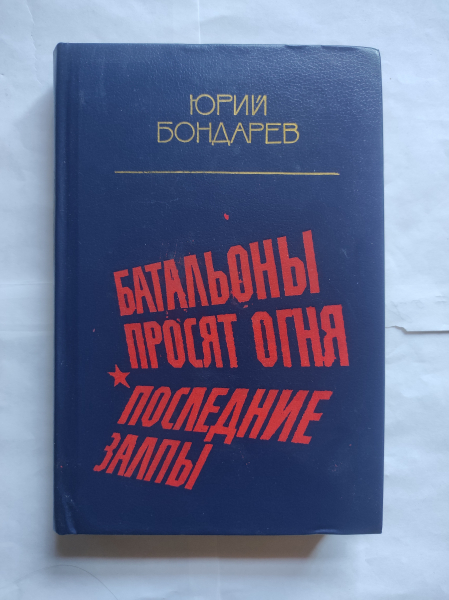 ЮРИЙ
БОНДАРЕВ
БАТАЛЬОНЫ
ПРОСЯТ ОГНЯ
ПОСЛЕДНИЕ
ЗАЛПЫ